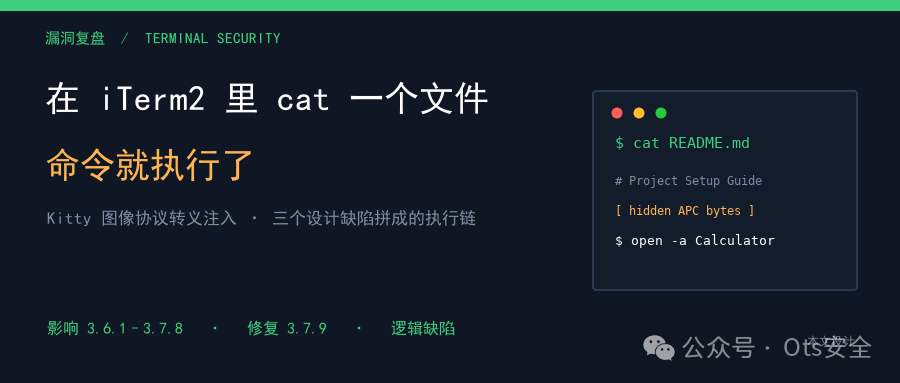 漏洞复盘 / TERMINAL SECURITY
在 iTerm2 里 cat 一个文件
命令就执行了
Kitty 图像协议转义注入 · 三个设计缺陷拼成的执行链
影响 3.6.1–3.7.8 · 修复 3.7.9 · 逻辑缺陷
$ cat README.md
# Project Setup Guide
[ hidden APC bytes ]
$ open -a Calculator
公众号 · Ots安全